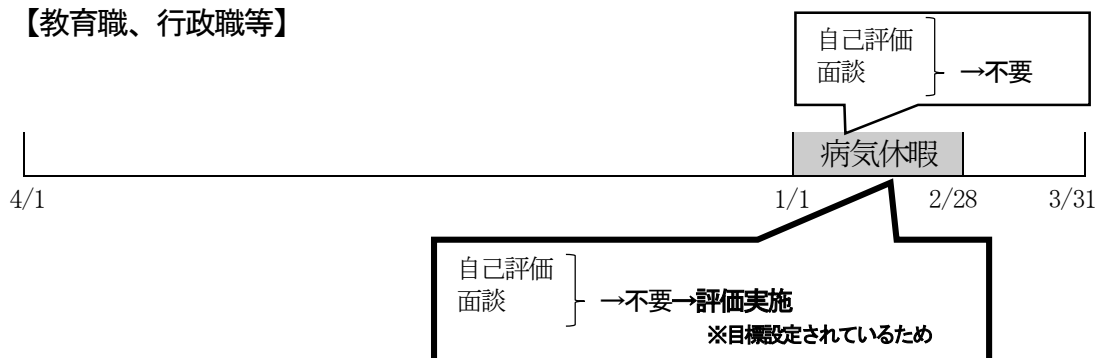 【教育職、行政職等】
自己評価
面談 →不要
病気休暇
4/1 1/1 2/28 3/31
自己評価
面談 →不要→評価実施
※目標設定されているため